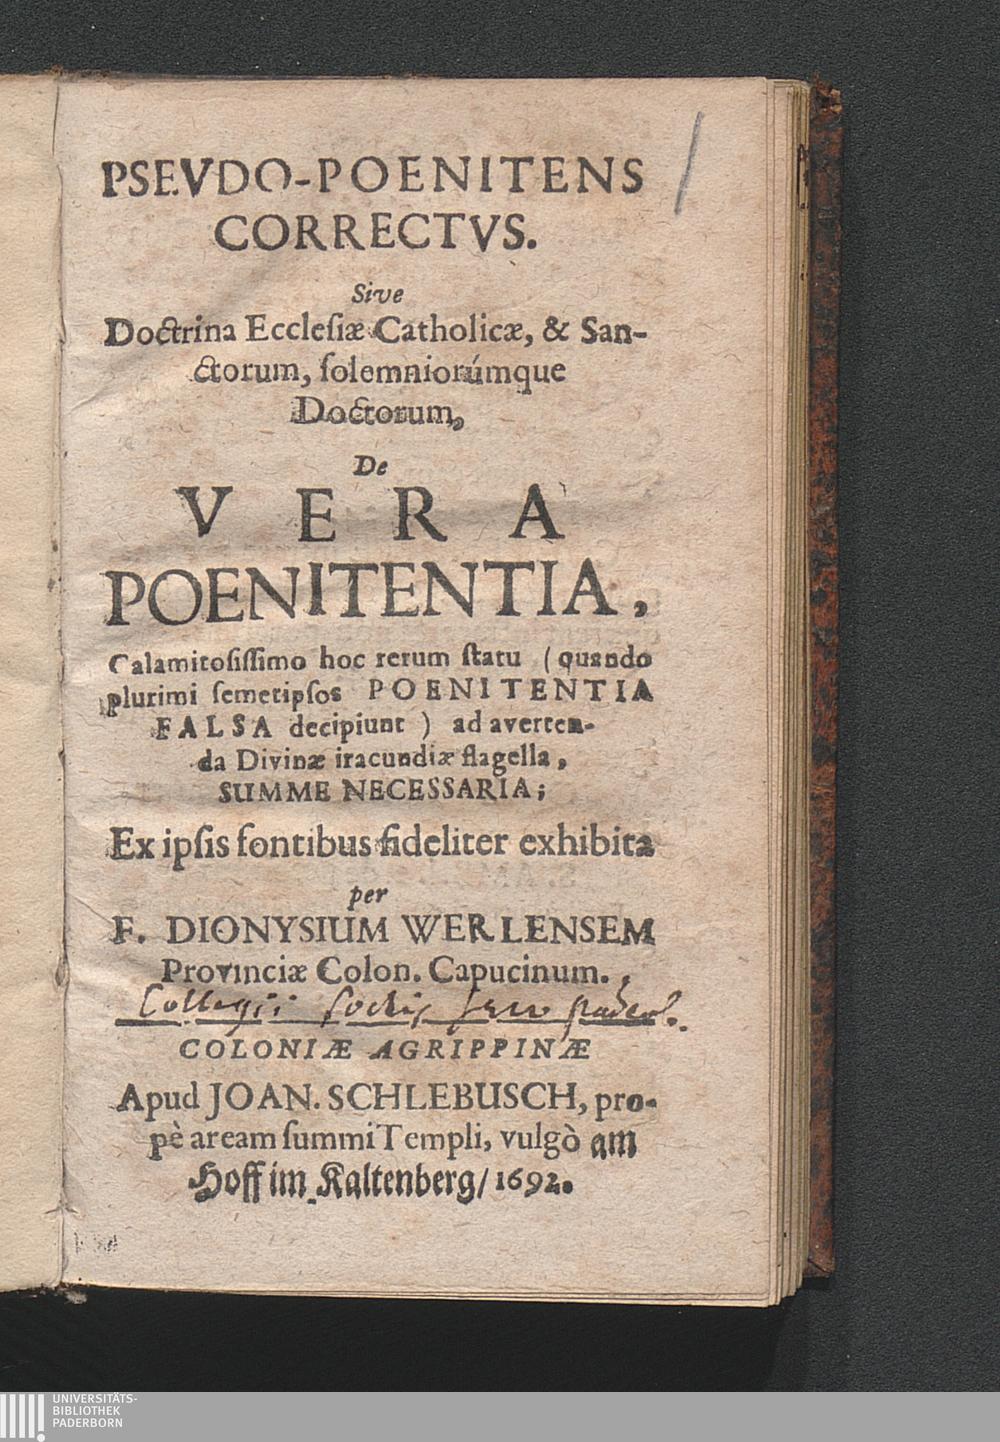 PSEVDO-POENITENS
CORRECTVS.
Sive
Doctrina Eccleſiæ Catholicæ, & San-
ctorum, ſolemniorúmque
Doctorum,
De
VERA
POENITENTIA,
Calamitoſiſſimo hoc rerum ſtatu (quando
plurimi ſemetipſos POENITENTIA
FALSA decipiunt) ad averten-
da Divinæ iracundiæ flagella,
SUMME NECESSARIA;
Ex ipſis fontibus fideliter exhibita
per
F. DIONYSIUM WERLENSEM
Provinciæ Colon. Capucinum.
Collegii
COLONIÆ AGRIPPINÆ
Apud JOAN. SCHLEBUSCH, pro-
pè aream ſummi Templi, vulgò am
Hoff im Kaltenberg/ 1692.
UNIVERSITÄTS-
BIBLIOTHEK
PADERBORN